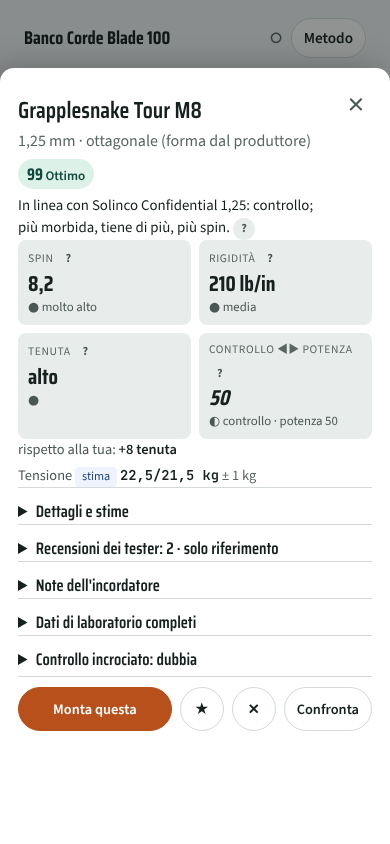 Banco Corde Blade 100
Metodo
Grapplesnake Tour M8
1,25 mm · ottagonale (forma dal produttore)
99 Ottimo
In linea con Solinco Confidential 1,25: controllo;
più morbida, tiene di più, più spin. ?
SPIN ?
8,2
● molto alto
RIGIDITÀ ?
210 lb/in
● media
TENUTA ?
alto
●
CONTROLLO ◀▶ POTENZA
?
50
◐ controllo · potenza 50
rispetto alla tua: +8 tenuta
Tensione stima 22,5/21,5 kg ± 1 kg
▶ Dettagli e stime
▶ Recensioni dei tester: 2 · solo riferimento
▶ Note dell'incordatore
▶ Dati di laboratorio completi
▶ Controllo incrociato: dubbia
Monta questa ★ ✕ Confronta